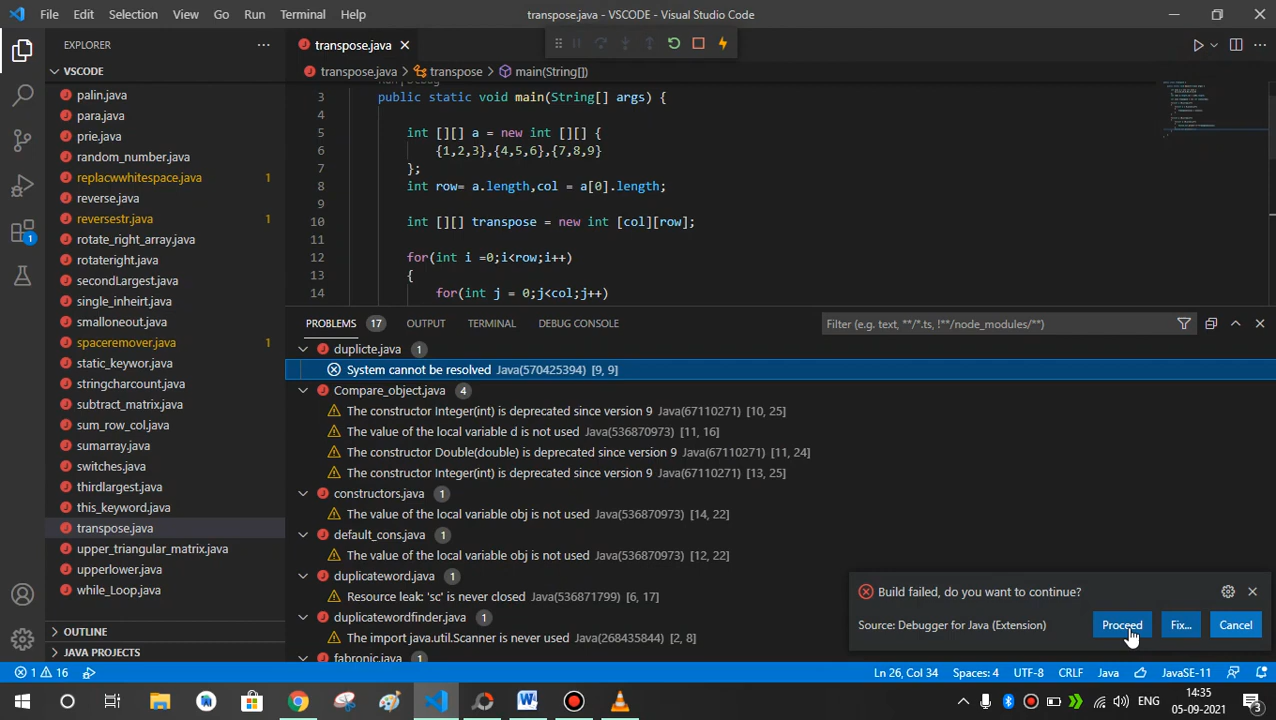 File Edit Selection View Go Run Terminal Help transpose.java - VSCODE - Visual Studio Code
EXPLORER
VSCODE
palin.java
para.java
prie.java
random_number.java
replacwwhitespace.java 1
reverse.java
reversestr.java 1
rotate_right_array.java
rotateright.java
secondLargest.java
single_inheirt.java
smalloneout.java
spaceremover.java 1
static_keywor.java
stringcharcount.java
subtract_matrix.java
sum_row_col.java
sumarray.java
switches.java
thirdlargest.java
this_keyword.java
transpose.java
upper_triangular_matrix.java
upperlower.java
while_Loop.java
OUTLINE
JAVA PROJECTS
1
transpose.java
transpose.java > transpose > main(String[])
3 public static void main(String[] args) {
4
5 int [][] a = new int [][] {
6 {1,2,3},{4,5,6},{7,8,9}
7 };
8 int row= a.length,col = a[0].length;
9
10 int [][] transpose = new int [col][row];
11
12 for(int i =0;i<row;i++)
13 {
14 for(int j = 0;j<col;j++)
PROBLEMS 17 OUTPUT TERMINAL DEBUG CONSOLE Filter (e.g. text, **/*.ts, !**/node_modules/**)
duplicte.java 1
System cannot be resolved Java(570425394) [9, 9]
Compare_object.java 4
The constructor Integer(int) is deprecated since version 9 Java(67110271) [10, 25]
The value of the local variable d is not used Java(536870973) [11, 16]
The constructor Double(double) is deprecated since version 9 Java(67110271) [11, 24]
The constructor Integer(int) is deprecated since version 9 Java(67110271) [13, 25]
constructors.java 1
The value of the local variable obj is not used Java(536870973) [14, 22]
default_cons.java 1
The value of the local variable obj is not used Java(536870973) [12, 22]
duplicateword.java 1
Resource leak: 'sc' is never closed Java(536871799) [6, 17]
duplicatewordfinder.java 1
The import java.util.Scanner is never used Java(268435844) [2, 8]
fabronic.java 1
Build failed, do you want to continue?
Source: Debugger for Java (Extension) Proceed Fix... Cancel
1 16 Ln 26, Col 34 Spaces: 4 UTF-8 CRLF Java JavaSE-11
ENG 14:35
05-09-2021 3